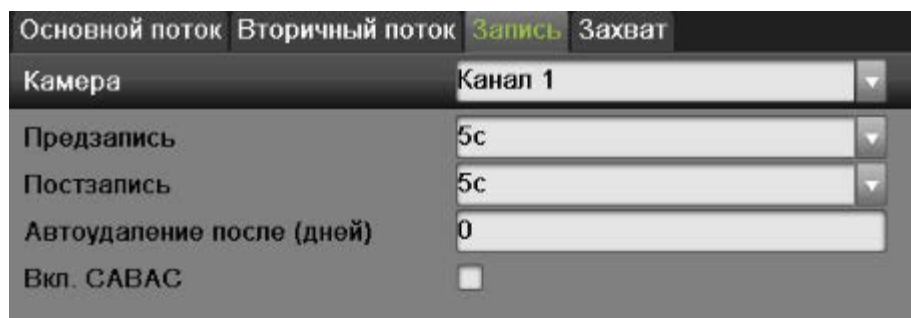 Основной поток Вторичный поток Запись Захват
Камера Канал 1
Предзапись 5с
Постзапись 5с
Автоудаление после (дней) 0
Вкл. CABAC